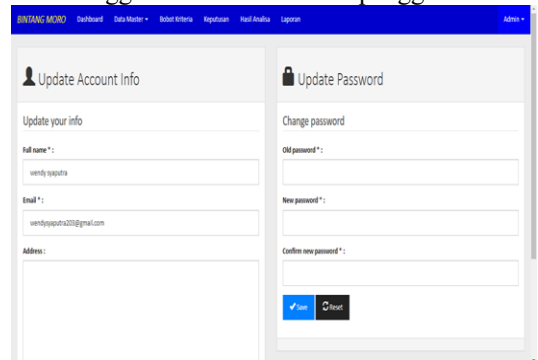 BINTANG MORO Dashboard Data Master Bobot Kriteria Keputusan Hasil Analisa Laporan Admin
Update Account Info
Update your info
Full name * :
wendy syaputra
Email * :
wendysyaputra203@gmail.com
Address :
Update Password
Change password
Old password * :
New password * :
Confirm new password * :
Save Reset